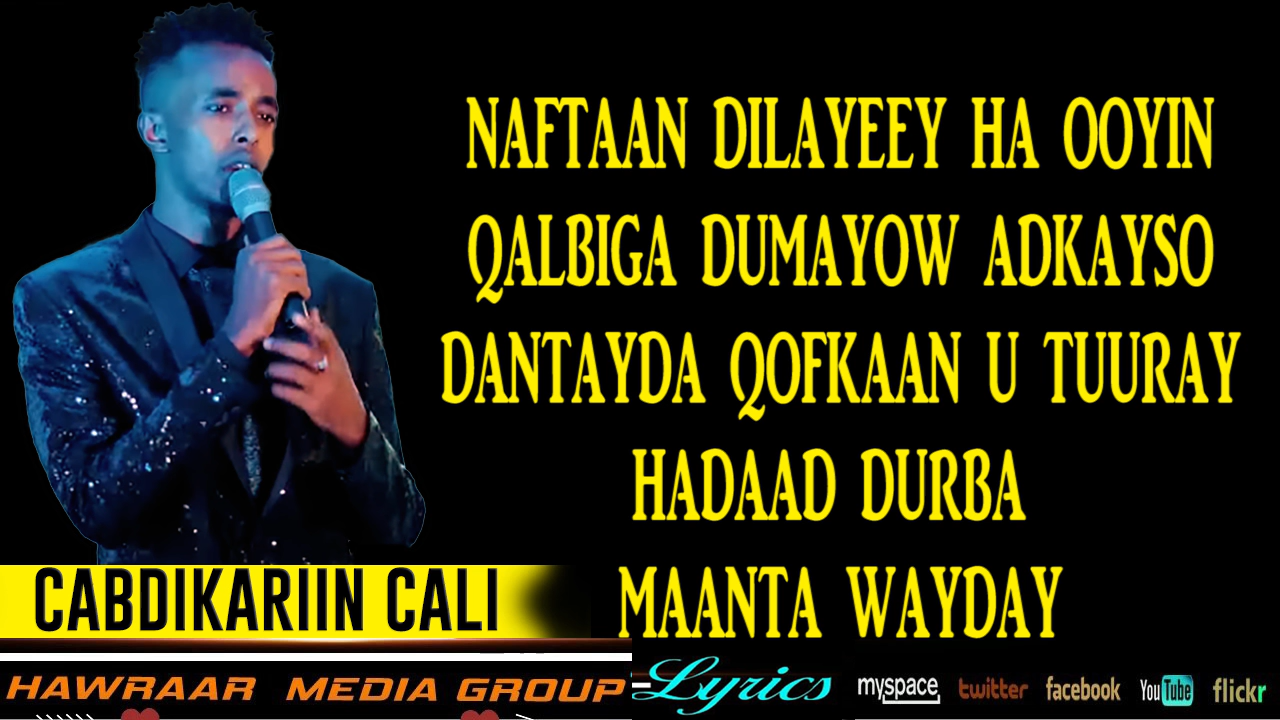 NAFTAAN DILAYEEY HA OOYIN
QALBIGA DUMAYOW ADKAYSO
DANTAYDA QOFKAAN U TUURAY
HADAAD DURBA
MAANTA WAYDAY
CABDIKARIIN CALI
HAWRAAR MEDIA GROUP Lyrics myspace twitter facebook YouTube flickr